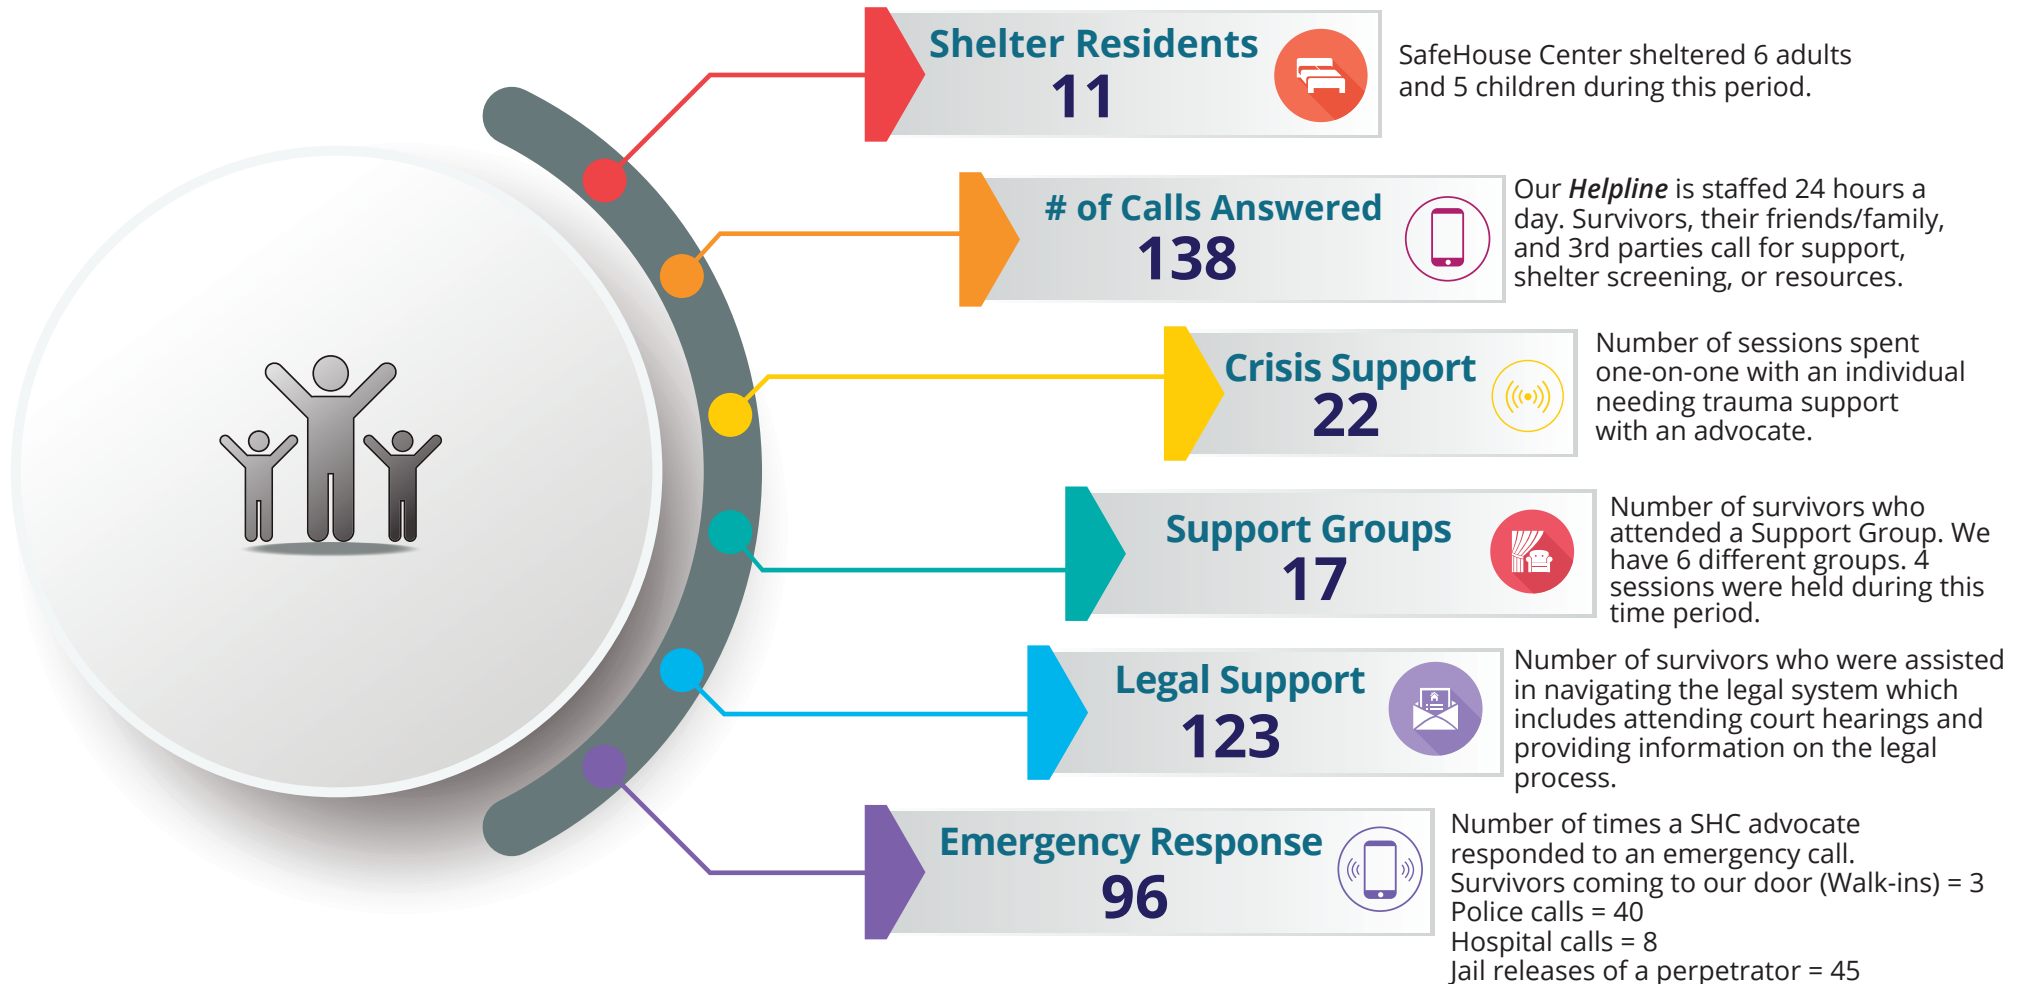 Shelter Residents
11
SafeHouse Center sheltered 6 adults
and 5 children during this period.
# of Calls Answered
138
Our Helpline is staffed 24 hours a
day. Survivors, their friends/family,
and 3rd parties call for support,
shelter screening, or resources.
Crisis Support
22
Number of sessions spent
one-on-one with an individual
needing trauma support
with an advocate.
Support Groups
17
Number of survivors who
attended a Support Group. We
have 6 different groups. 4
sessions were held during this
time period.
Legal Support
123
Number of survivors who were assisted
in navigating the legal system which
includes attending court hearings and
providing information on the legal
process.
Emergency Response
96
Number of times a SHC advocate
responded to an emergency call.
Survivors coming to our door (Walk-ins) = 3
Police calls = 40
Hospital calls = 8
Jail releases of a perpetrator = 45